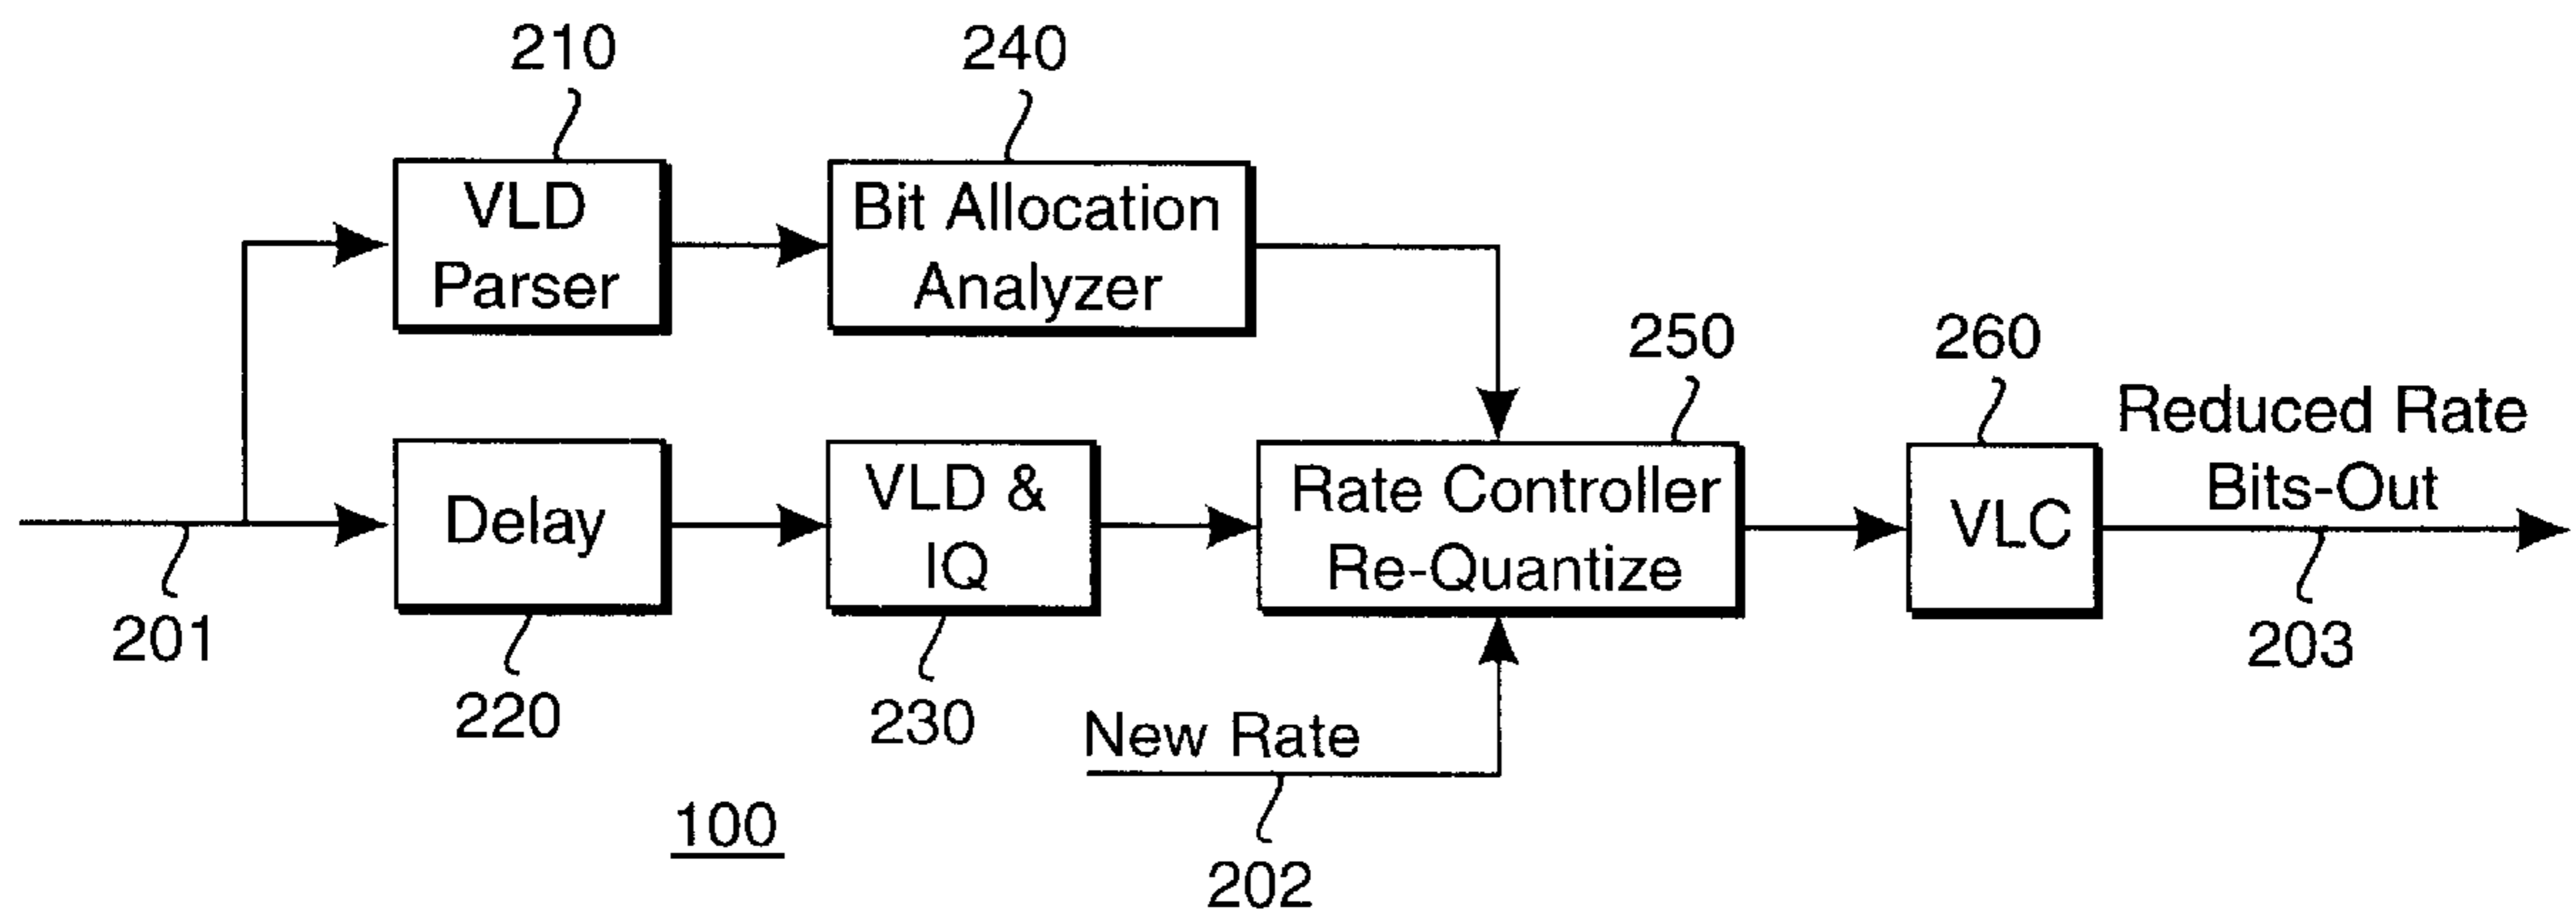 210
240
VLD
Parser
Bit Allocation
Analyzer
250
260
Reduced Rate
Bits-Out
Delay
VLD &
IQ
Rate Controller
Re-Quantize
VLC
201
220
230
203
New Rate
202
100